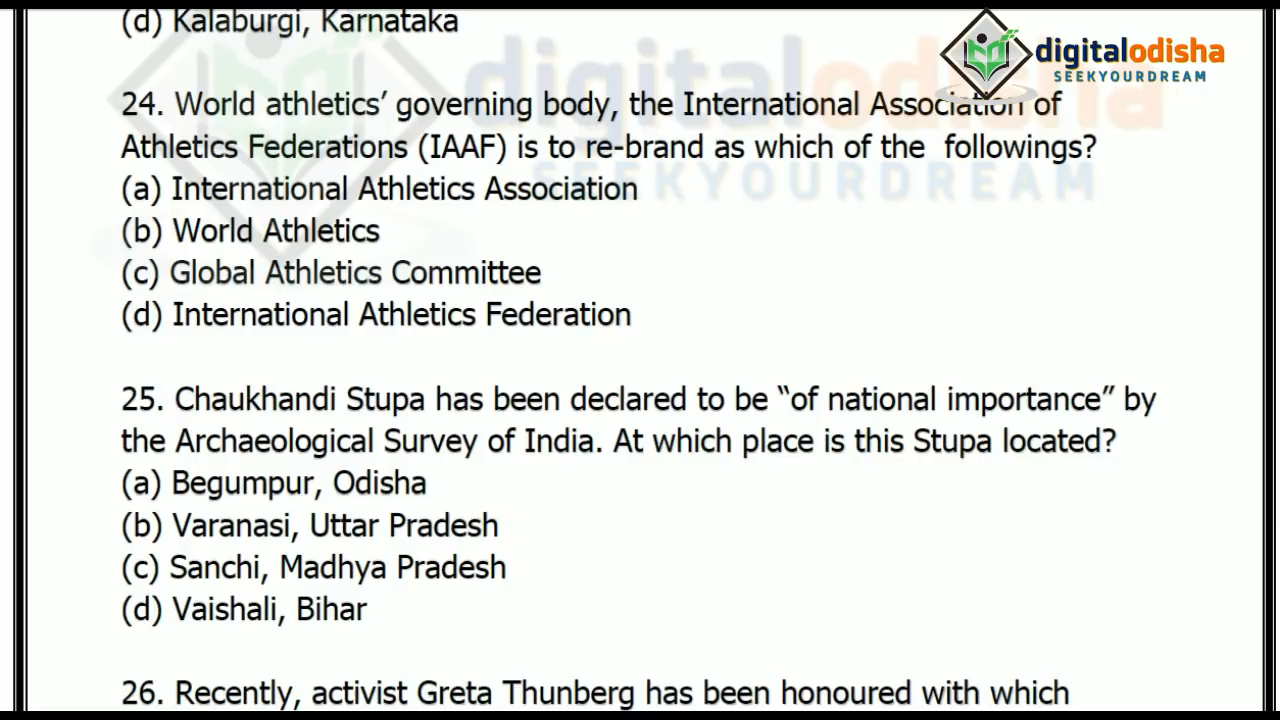 (d) Kalaburgi, Karnataka
digitalodisha
SEEKYOURDREAM
24. World athletics’ governing body, the International Association of
Athletics Federations (IAAF) is to re-brand as which of the followings?
(a) International Athletics Association
(b) World Athletics
(c) Global Athletics Committee
(d) International Athletics Federation
25. Chaukhandi Stupa has been declared to be “of national importance” by
the Archaeological Survey of India. At which place is this Stupa located?
(a) Begumpur, Odisha
(b) Varanasi, Uttar Pradesh
(c) Sanchi, Madhya Pradesh
(d) Vaishali, Bihar
26. Recently, activist Greta Thunberg has been honoured with which
digitalodisha
SEEKYOURDREAM